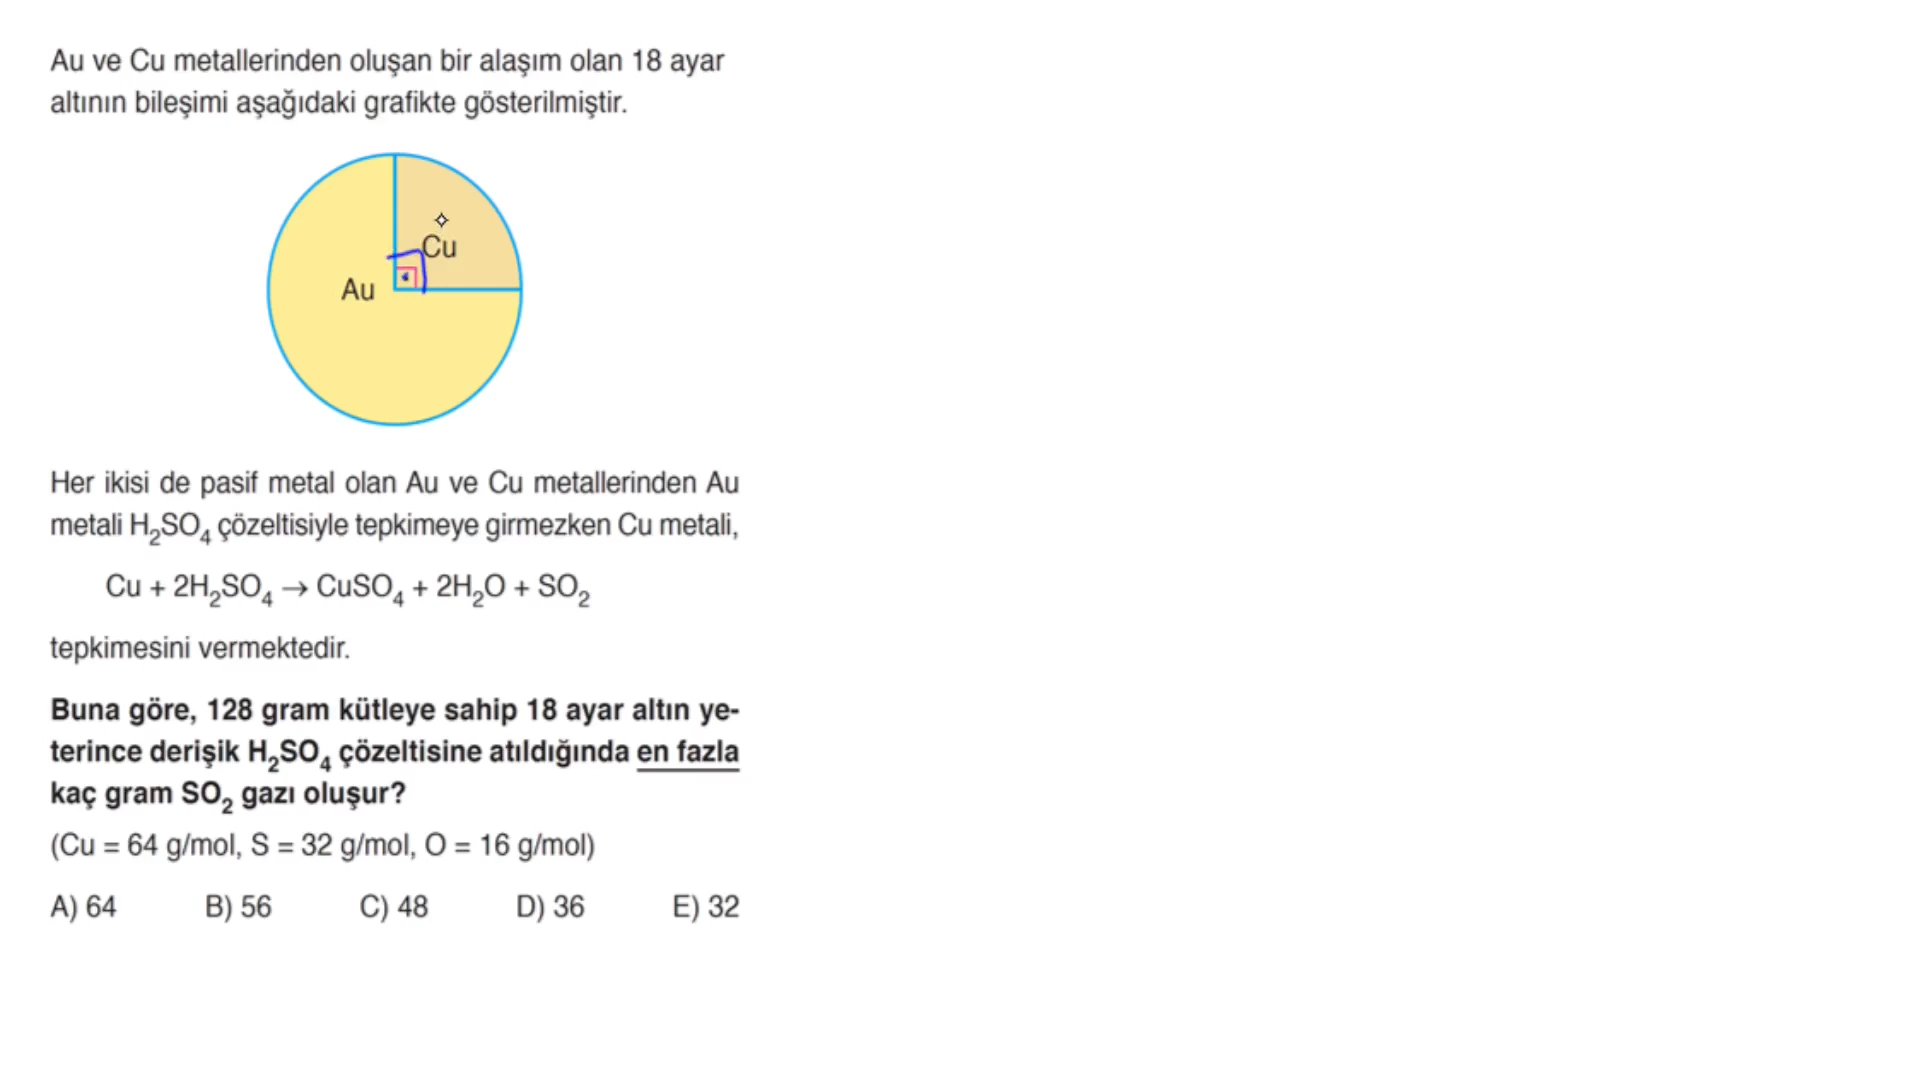 Au ve Cu metallerinden oluşan bir alaşım olan 18 ayar
altının bileşimi aşağıdaki grafikte gösterilmiştir.
Cu
Au
Her ikisi de pasif metal olan Au ve Cu metallerinden Au
metali H₂SO₄ çözeltisiyle tepkimeye girmezken Cu metali,
Cu + 2H₂SO₄ → CuSO₄ + 2H₂O + SO₂
tepkimesini vermektedir.
Buna göre, 128 gram kütleye sahip 18 ayar altın ye-
terince derişik H₂SO₄ çözeltisine atıldığında en fazla
kaç gram SO₂ gazı oluşur?
(Cu = 64 g/mol, S = 32 g/mol, O = 16 g/mol)
A) 64 B) 56 C) 48 D) 36 E) 32